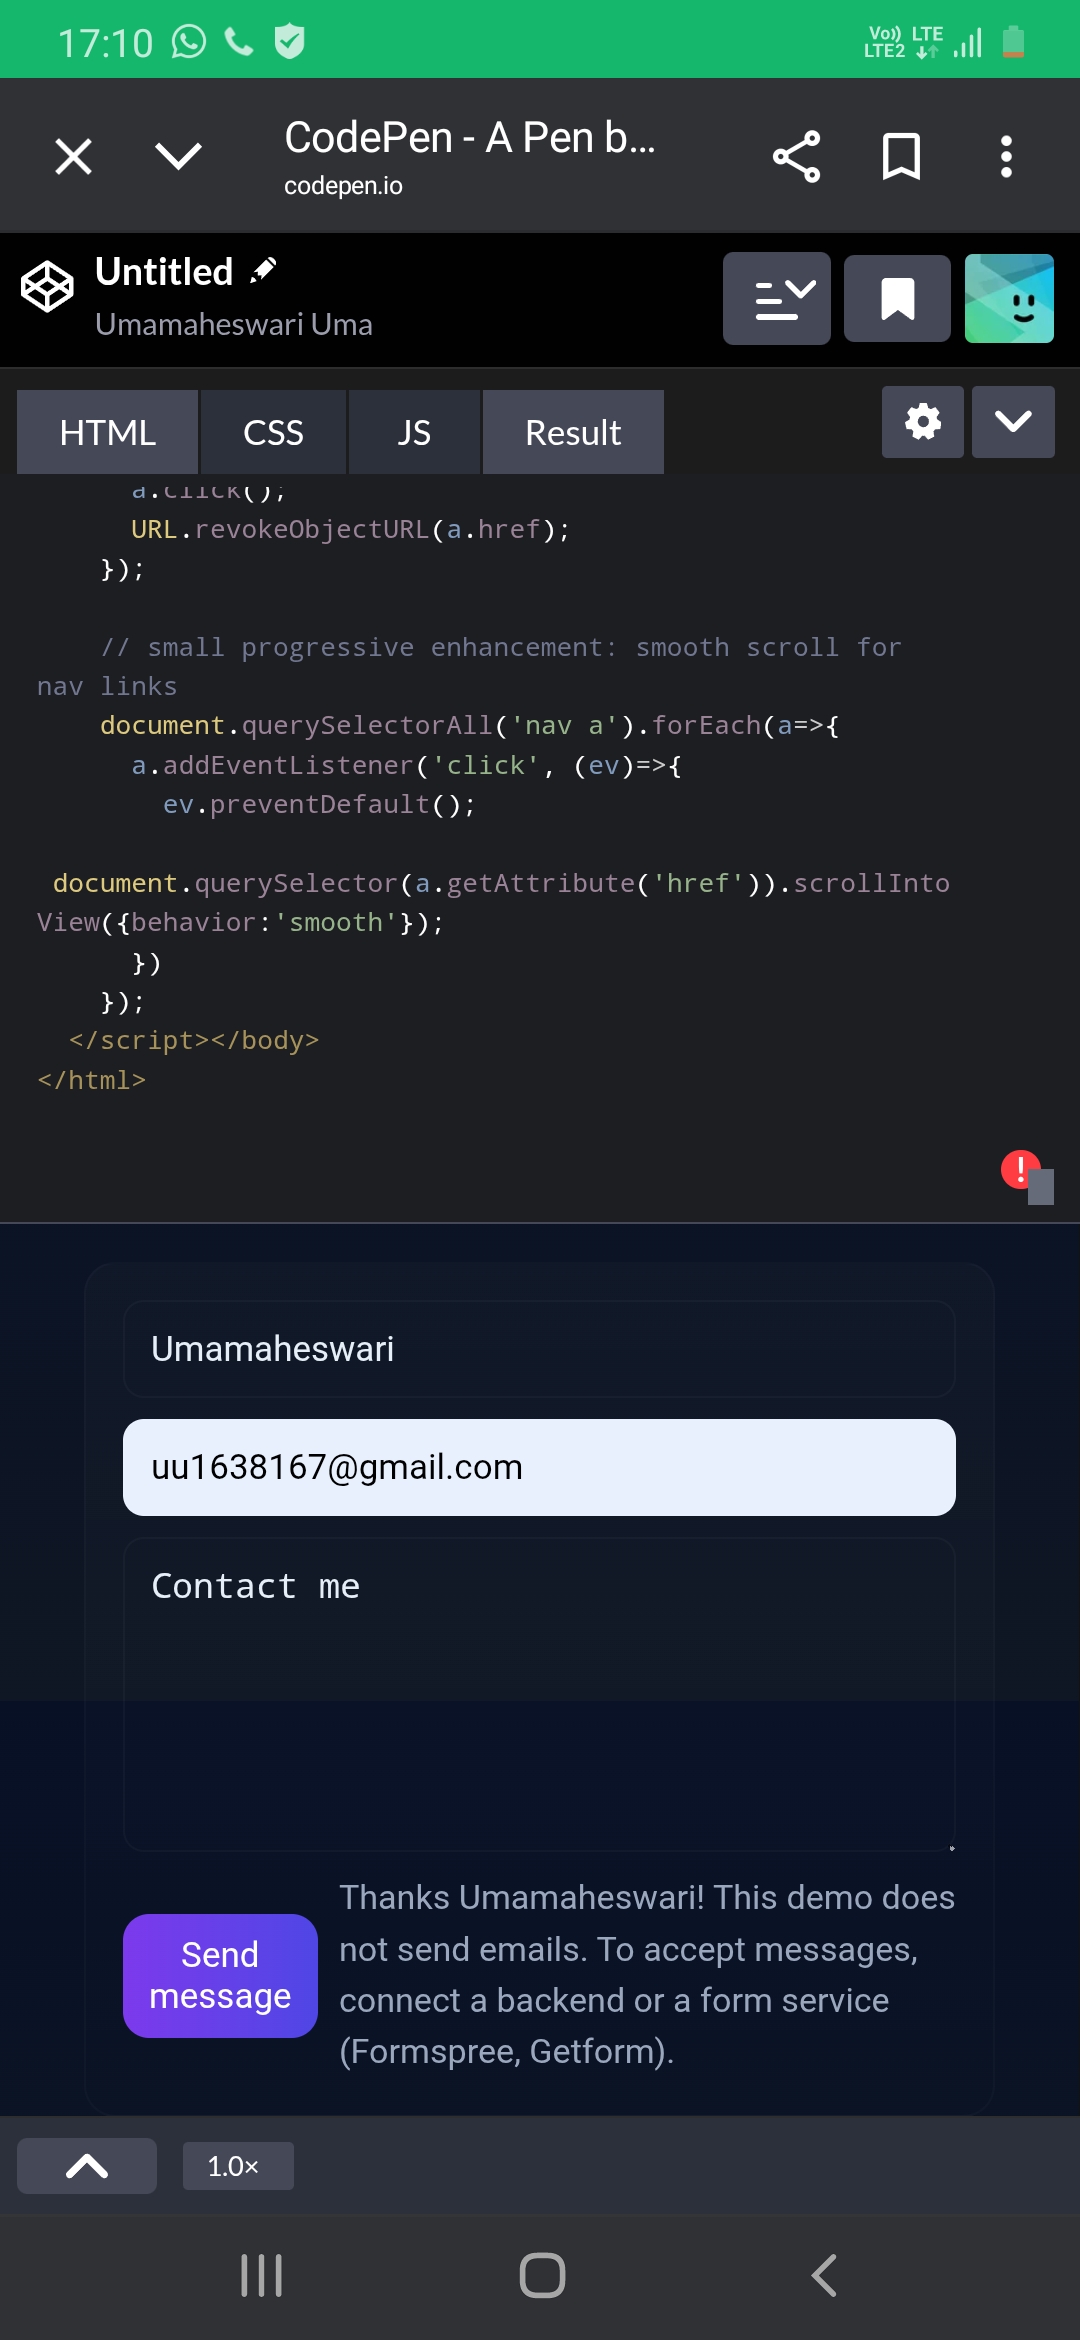 17:10
Vo)) LTE
LTE2
CodePen - A Pen b...
codepen.io
Untitled
Umamaheswari Uma
HTML CSS JS Result
a.click();
URL.revokeObjectURL(a.href);
});
// small progressive enhancement: smooth scroll for
nav links
document.querySelectorAll('nav a').forEach(a=>{
a.addEventListener('click', (ev)=>{
ev.preventDefault();
document.querySelector(a.getAttribute('href')).scrollInto
View({behavior:'smooth'});
})
});
</script></body>
</html>
!
Umamaheswari
uu1638167@gmail.com
Contact me
Send
message
Thanks Umamaheswari! This demo does
not send emails. To accept messages,
connect a backend or a form service
(Formspree, Getform).
1.0×